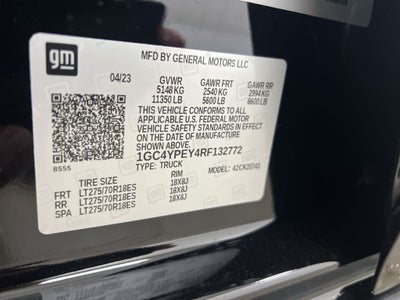 gm
MFD BY GENERAL MOTORS LLC
04/23 GVWR GAWR FRT GAWR RR
5148 KG 2540 KG 2994 KG
11350 LB 5600 LB 6600 LB
THIS VEHICLE CONFORMS TO ALL
APPLICABLE U.S. FEDERAL MOTOR
VEHICLE SAFETY STANDARDS IN
EFFECT ON THE DATE OF
MANUFACTURE SHOWN ABOVE.
1GC4YPEY4RF132772
TYPE: TRUCK MODEL: 42CK20743
8555
TIRE SIZE RIM
FRT LT275/70R18ES 18X8J
RR LT275/70R18ES 18X8J
SPA LT275/70R18ES 18X8J